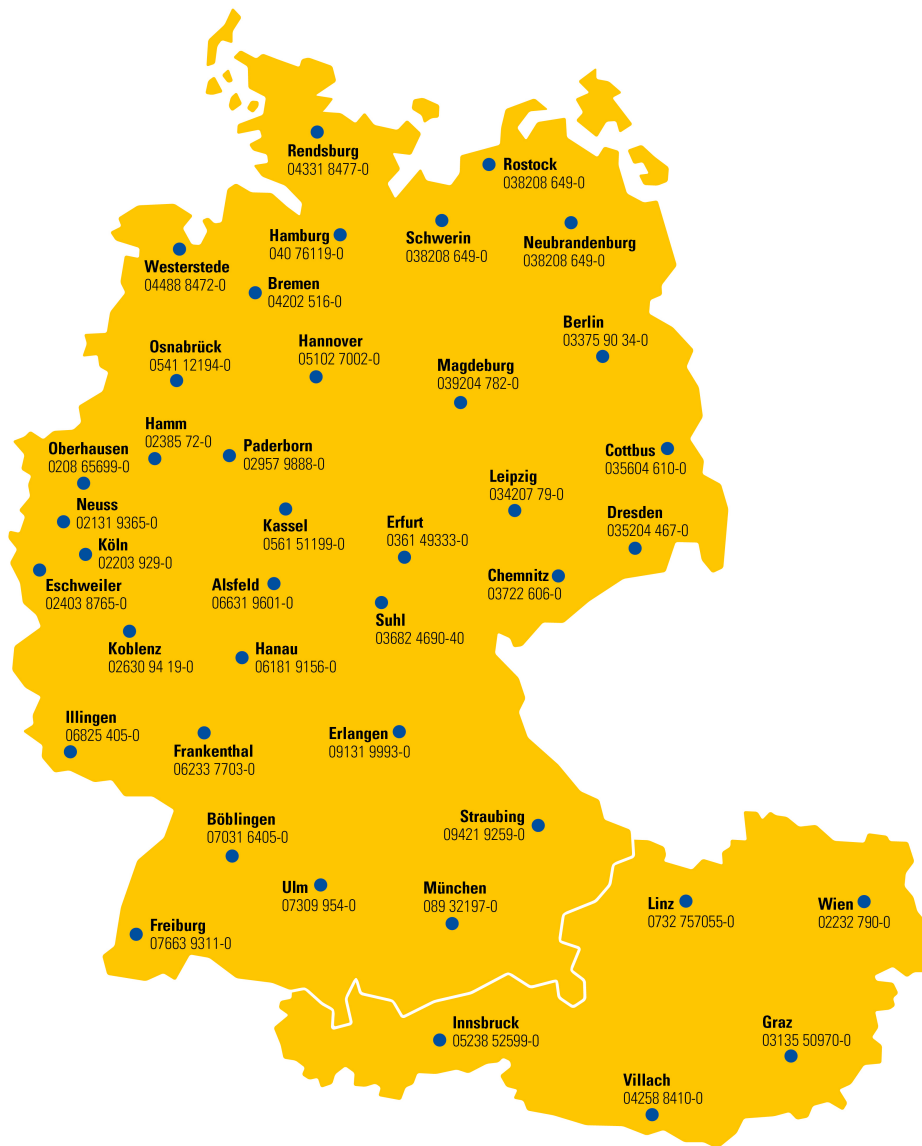 Rendsburg
04331 8477-0
Rostock
038208 649-0
Hamburg
040 76119-0
Schwerin
038208 649-0
Neubrandenburg
038208 649-0
Westerstede
04488 8472-0
Bremen
04202 516-0
Berlin
03375 90 34-0
Osnabrück
0541 12194-0
Hannover
05102 7002-0
Magdeburg
039204 782-0
Hamm
02385 72-0
Paderborn
02957 9888-0
Oberhausen
0208 65699-0
Cottbus
035604 610-0
Leipzig
034207 79-0
Neuss
02131 9365-0
Kassel
0561 51199-0
Erfurt
0361 49333-0
Dresden
035204 467-0
Köln
02203 929-0
Eschweiler
02403 8765-0
Alsfeld
06631 9601-0
Chemnitz
03722 606-0
Suhl
03682 4690-40
Koblenz
02630 94 19-0
Hanau
06181 9156-0
Illingen
06825 405-0
Frankenthal
06233 7703-0
Erlangen
09131 9993-0
Böblingen
07031 6405-0
Straubing
09421 9259-0
Ulm
07309 954-0
München
089 32197-0
Linz
0732 757055-0
Wien
02232 790-0
Freiburg
07663 9311-0
Innsbruck
05238 52599-0
Graz
03135 50970-0
Villach
04258 8410-0